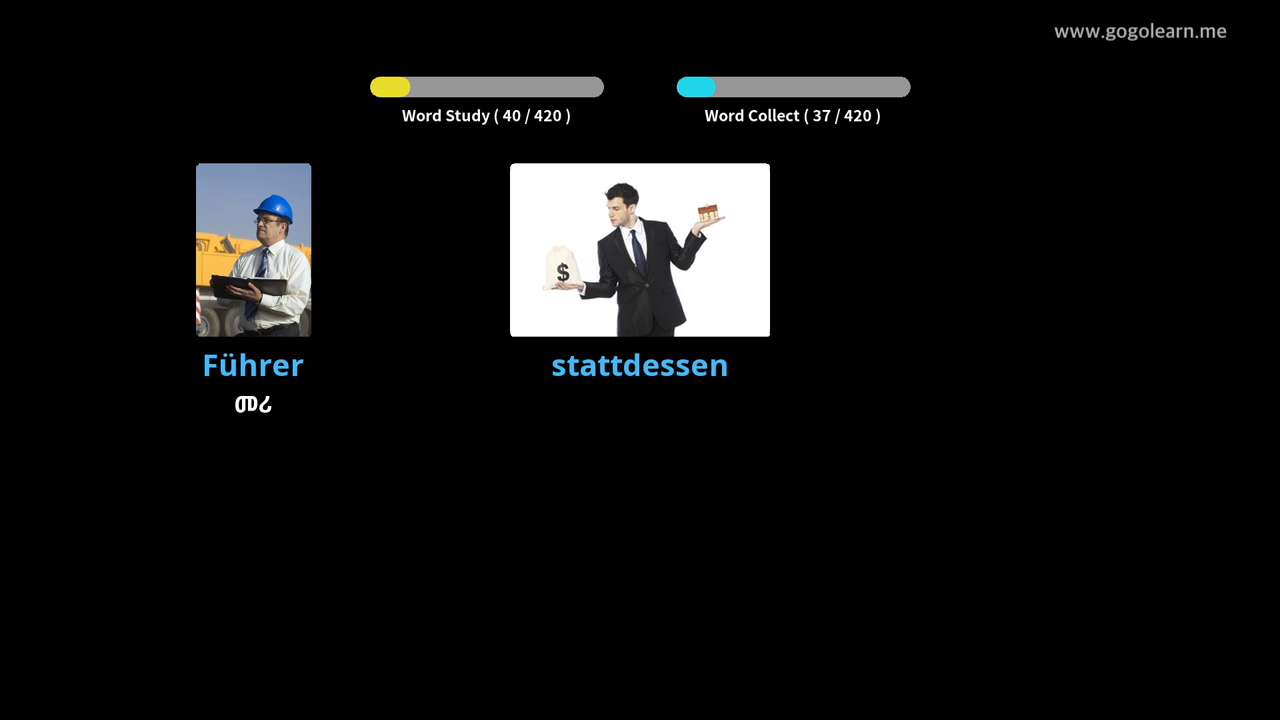 www.gogolearn.me
Word Study ( 40 / 420 )
Word Collect ( 37 / 420 )
$
Führer
stattdessen
መሪ